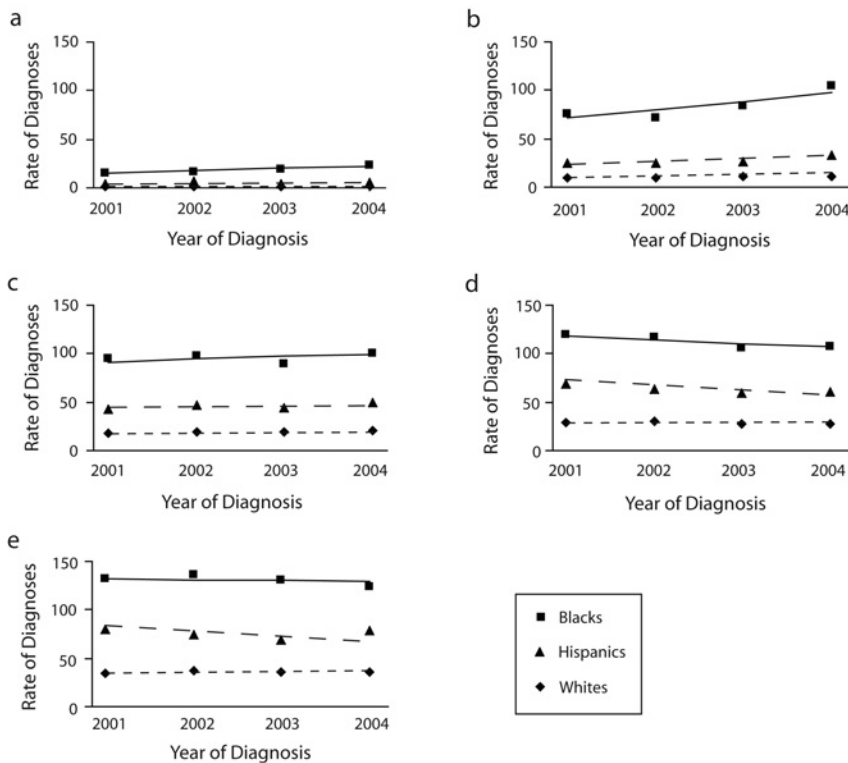 a
150
100
50
0
Rate of Diagnoses
2001 2002 2003 2004
Year of Diagnosis
b
150
100
50
0
Rate of Diagnoses
2001 2002 2003 2004
Year of Diagnosis
c
150
100
50
0
Rate of Diagnoses
2001 2002 2003 2004
Year of Diagnosis
d
150
100
50
0
Rate of Diagnoses
2001 2002 2003 2004
Year of Diagnosis
e
150
100
50
0
Rate of Diagnoses
2001 2002 2003 2004
Year of Diagnosis
Blacks
Hispanics
Whites